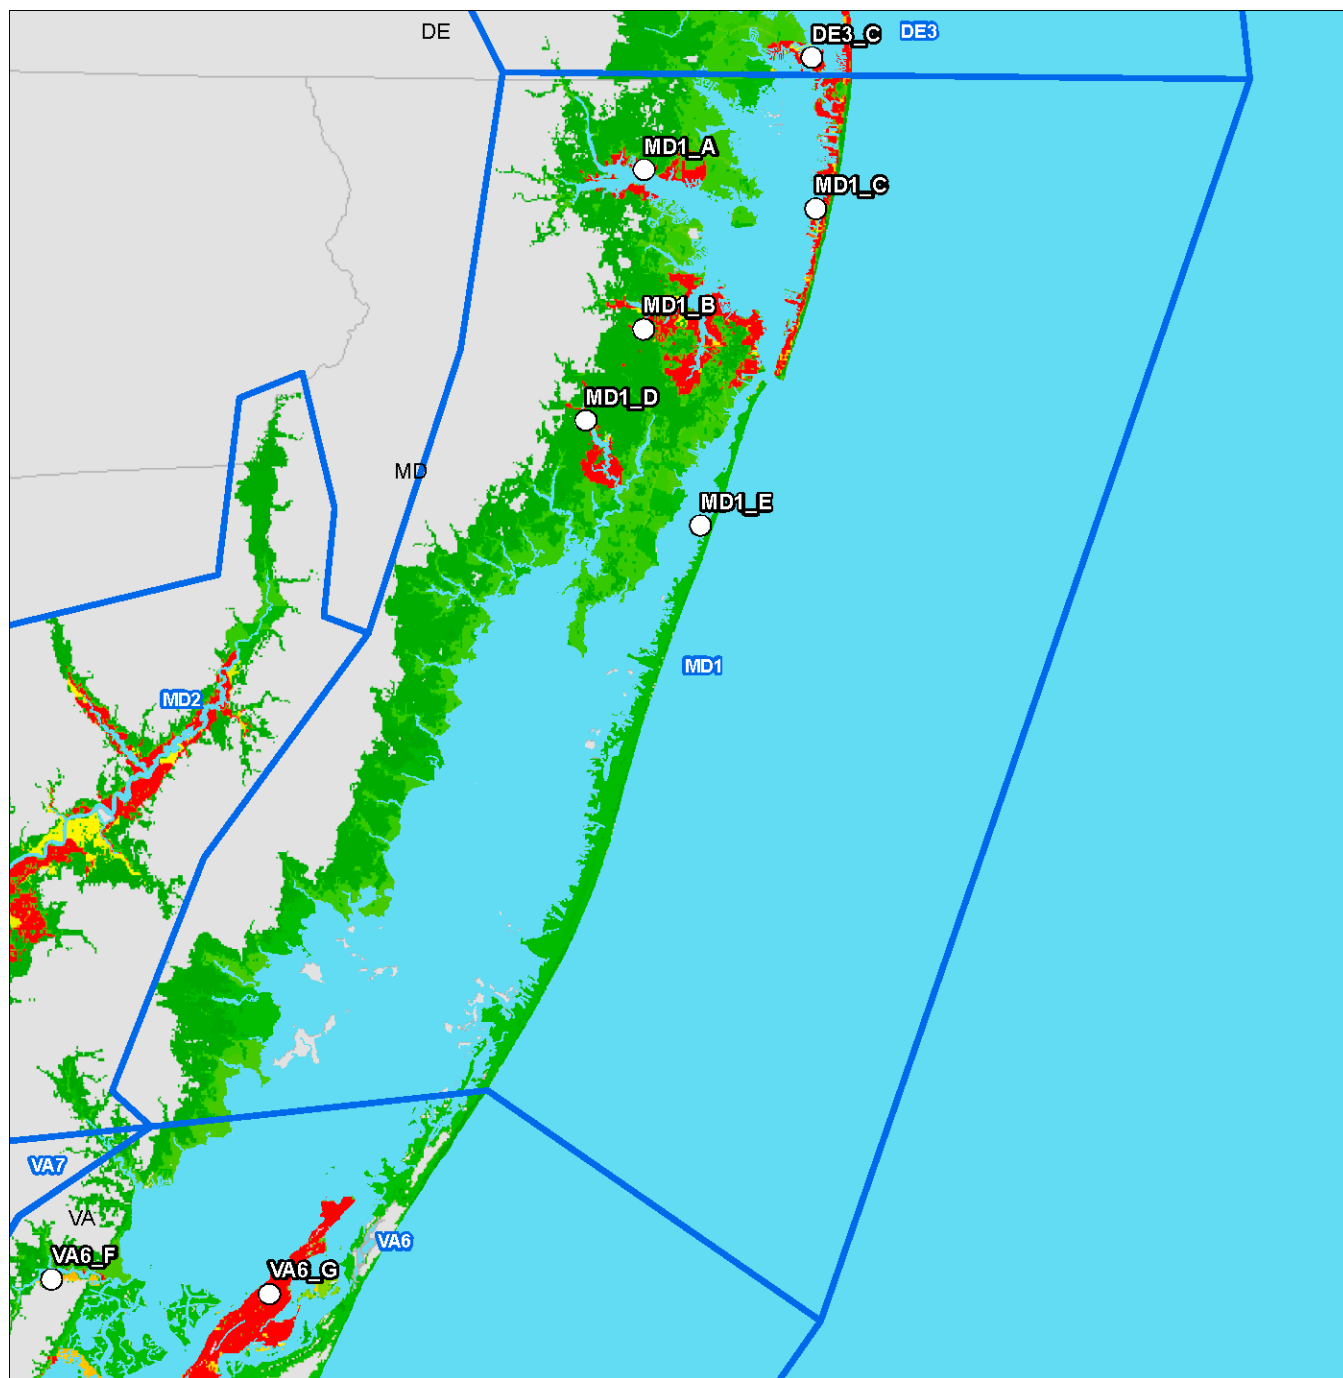 DE
DE3_C
DE3
MD1_A
MD1_C
MD1_B
MD1_D
MD
MD1_E
MD1
MD2
VA7
VA
VA6
VA6_F
VA6_G